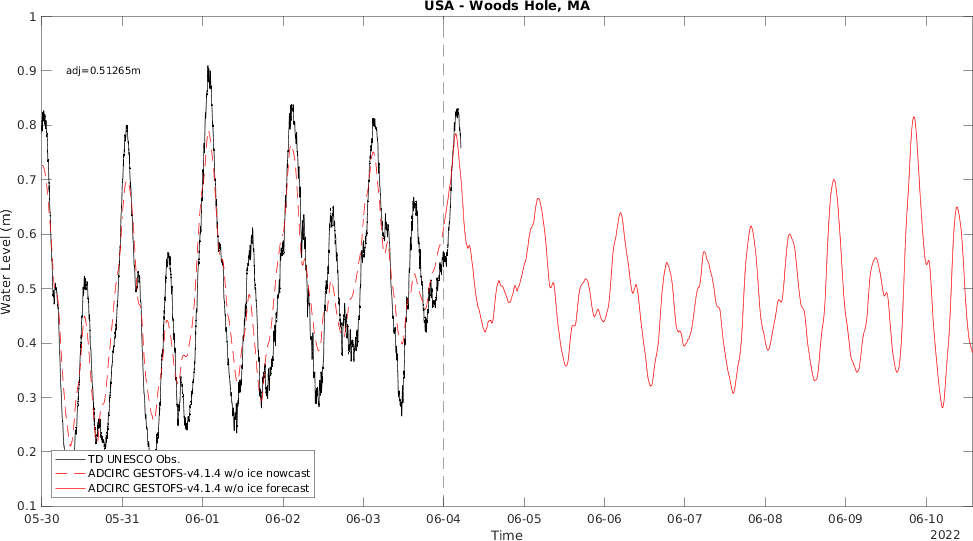 USA - Woods Hole, MA
adj=0.51265m
1
0.9
0.8
0.7
0.6
0.5
0.4
0.3
0.2
0.1
Water Level (m)
TD UNESCO Obs.
ADCIRC GESTOFS-v4.1.4 w/o ice nowcast
ADCIRC GESTOFS-v4.1.4 w/o ice forecast
05-30 05-31 06-01 06-02 06-03 06-04 06-05 06-06 06-07 06-08 06-09 06-10
Time
2022